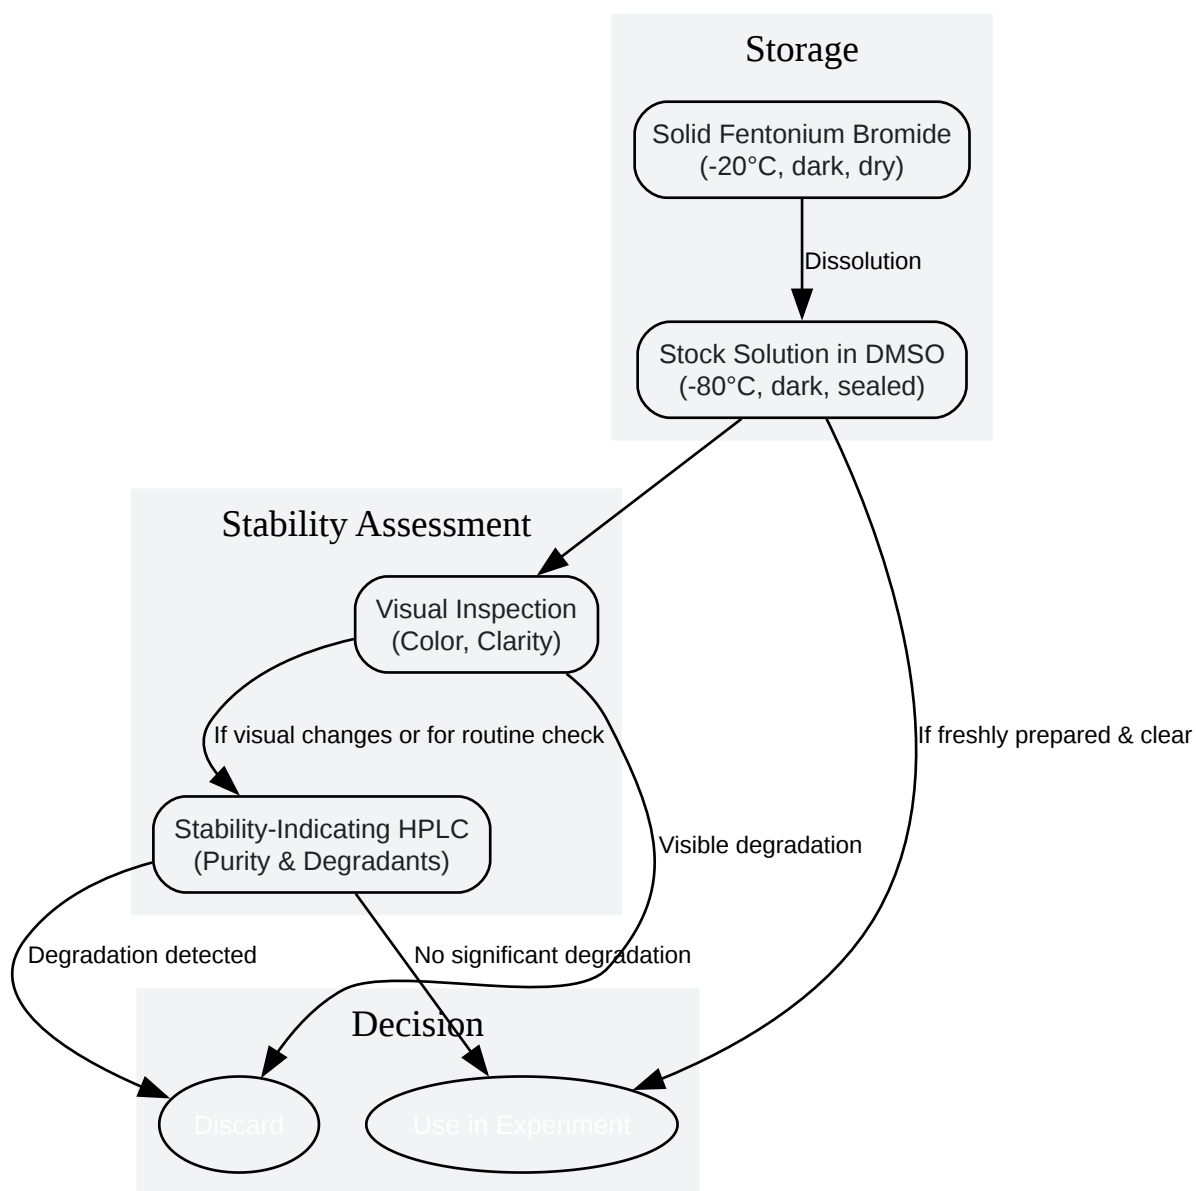 Storage
Solid Fentonium Bromide
(-20°C, dark, dry)
Dissolution
Stock Solution in DMSO
(-80°C, dark, sealed)
Stability Assessment
Visual Inspection
(Color, Clarity)
If visual changes or for routine check
If freshly prepared & clear
Stability-Indicating HPLC
(Purity & Degradants)
Visible degradation
Degradation detected
No significant degradation
Decision
Discard
Use in Experiment